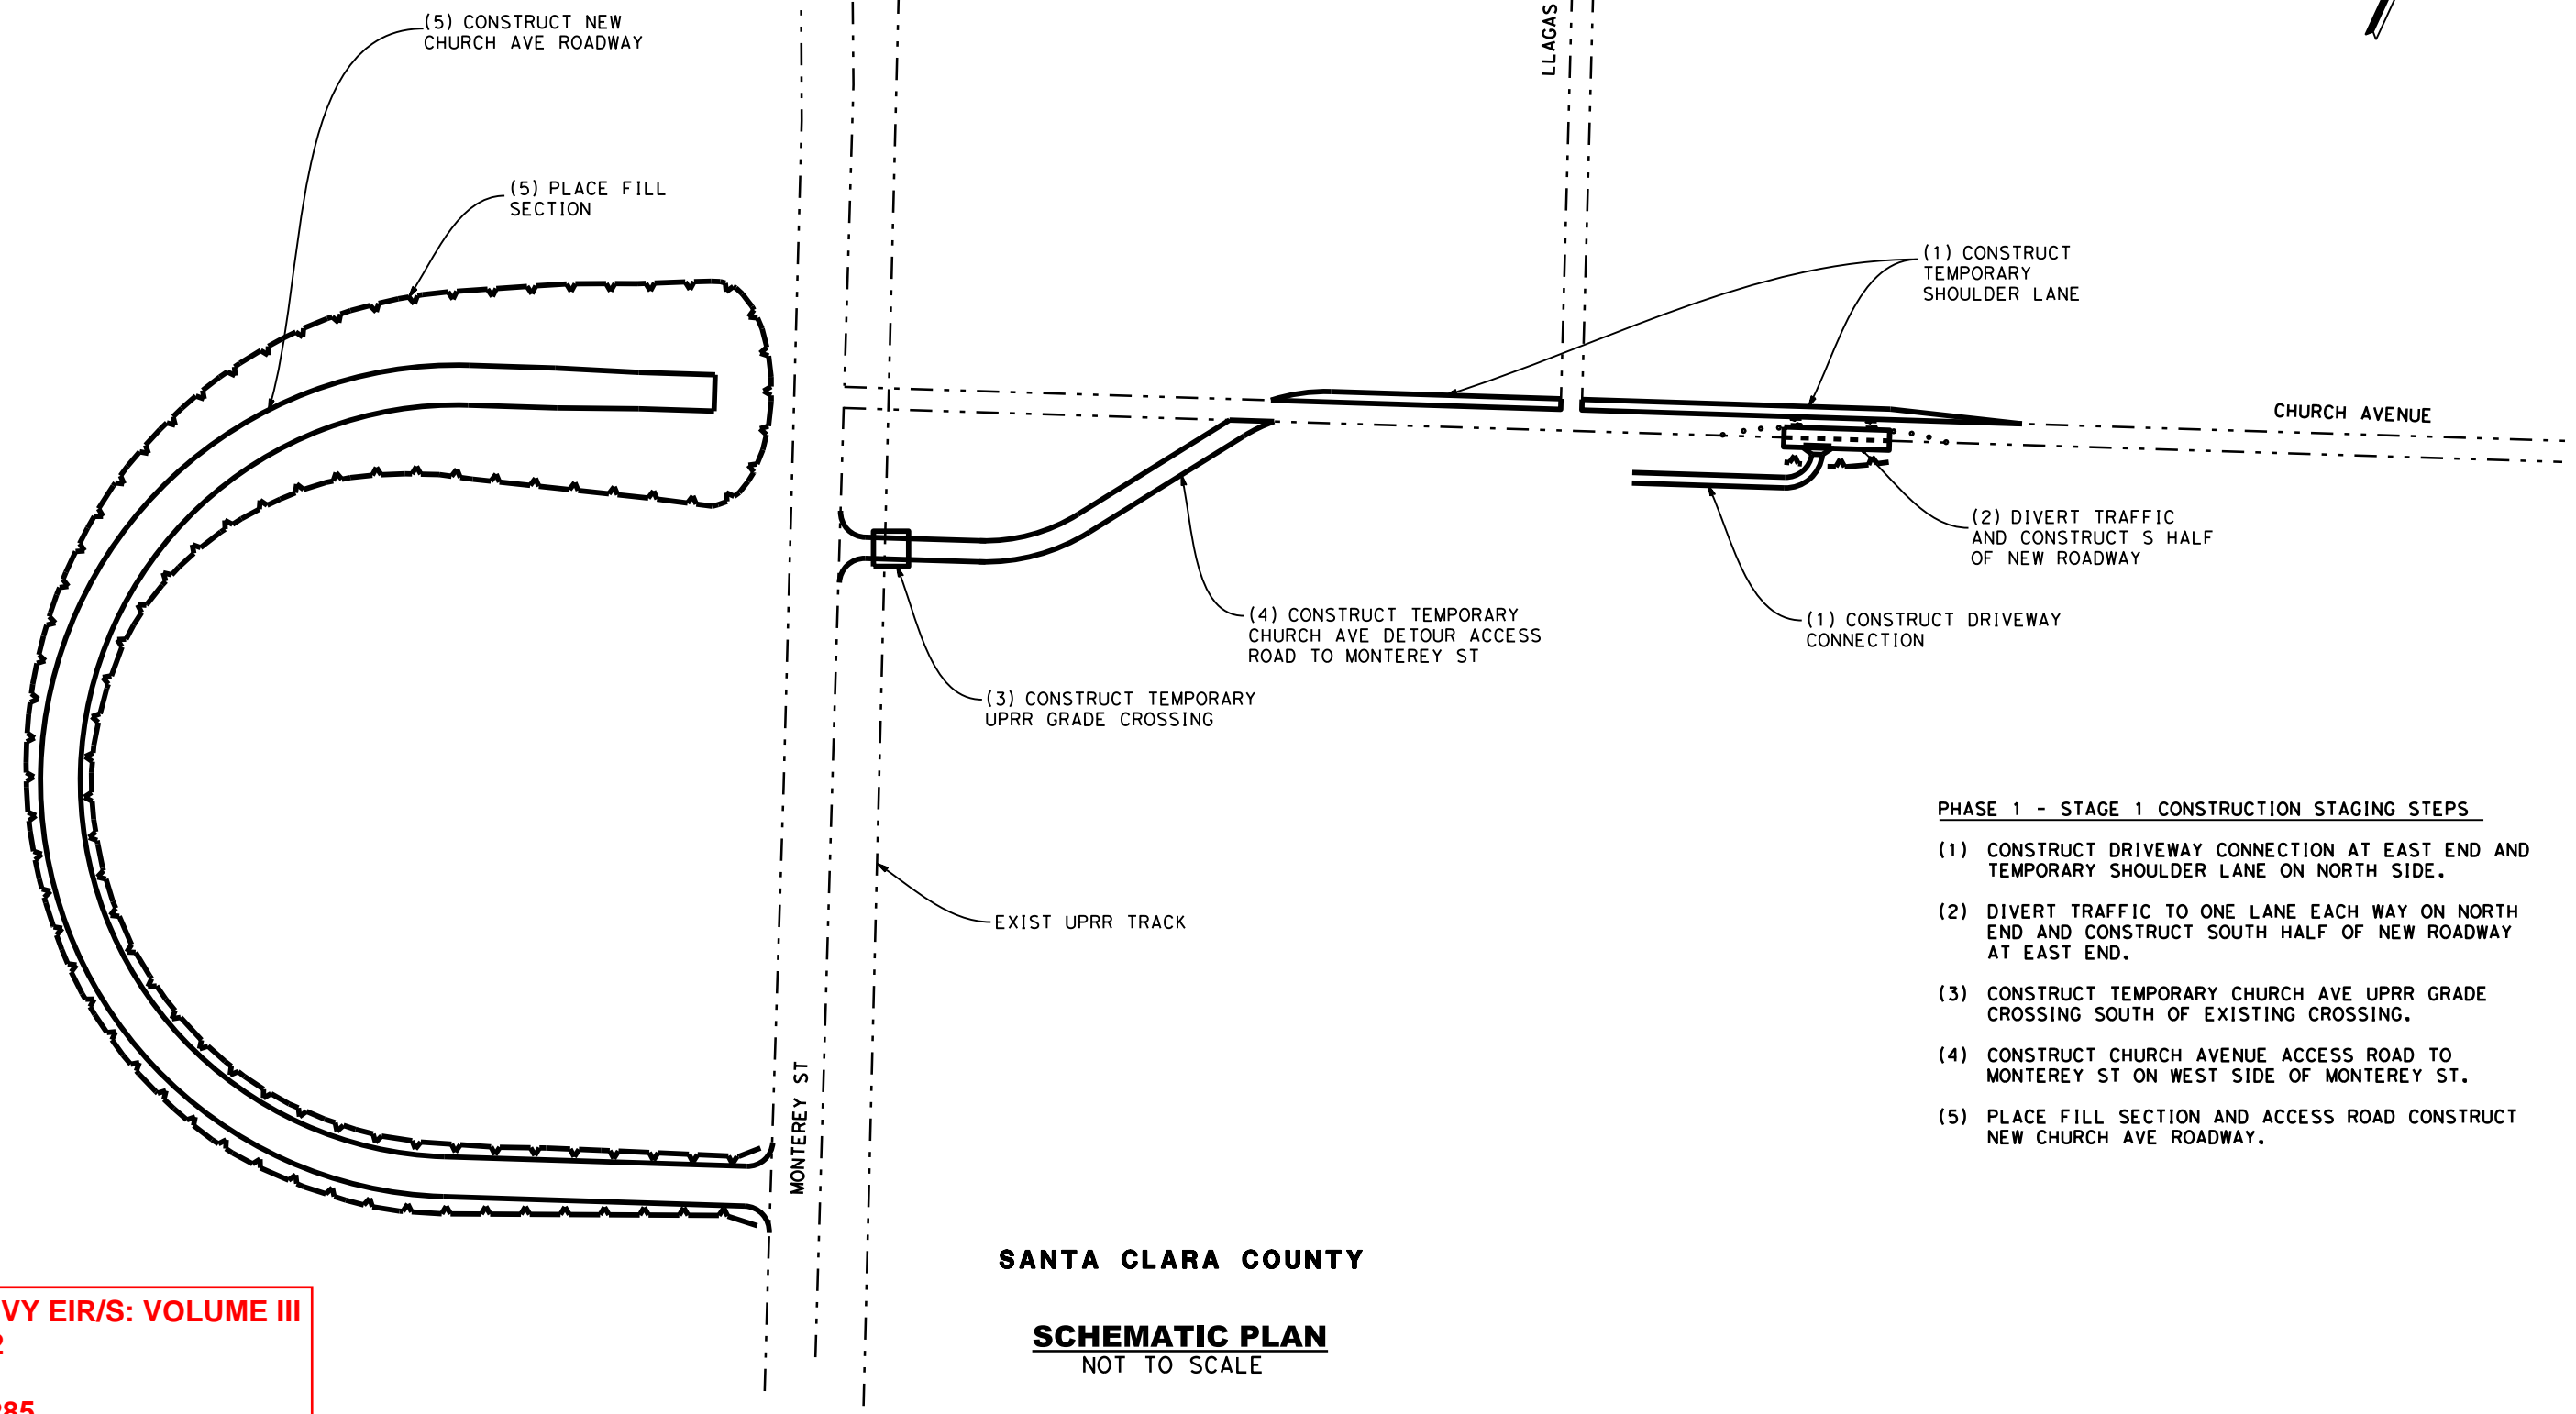 (5) CONSTRUCT NEW
CHURCH AVE ROADWAY
(5) PLACE FILL
SECTION
LLAGAS
(1) CONSTRUCT
TEMPORARY
SHOULDER LANE
CHURCH AVENUE
(2) DIVERT TRAFFIC
AND CONSTRUCT S HALF
OF NEW ROADWAY
(1) CONSTRUCT DRIVEWAY
CONNECTION
(4) CONSTRUCT TEMPORARY
CHURCH AVE DETOUR ACCESS
ROAD TO MONTEREY ST
(3) CONSTRUCT TEMPORARY
UPRR GRADE CROSSING
EXIST UPRR TRACK
MONTEREY ST
PHASE 1 - STAGE 1 CONSTRUCTION STAGING STEPS
(1) CONSTRUCT DRIVEWAY CONNECTION AT EAST END AND
TEMPORARY SHOULDER LANE ON NORTH SIDE.
(2) DIVERT TRAFFIC TO ONE LANE EACH WAY ON NORTH
END AND CONSTRUCT SOUTH HALF OF NEW ROADWAY
AT EAST END.
(3) CONSTRUCT TEMPORARY CHURCH AVE UPRR GRADE
CROSSING SOUTH OF EXISTING CROSSING.
(4) CONSTRUCT CHURCH AVENUE ACCESS ROAD TO
MONTEREY ST ON WEST SIDE OF MONTEREY ST.
(5) PLACE FILL SECTION AND ACCESS ROAD CONSTRUCT
NEW CHURCH AVE ROADWAY.
SANTA CLARA COUNTY
SCHEMATIC PLAN
NOT TO SCALE
VY EIR/S: VOLUME III